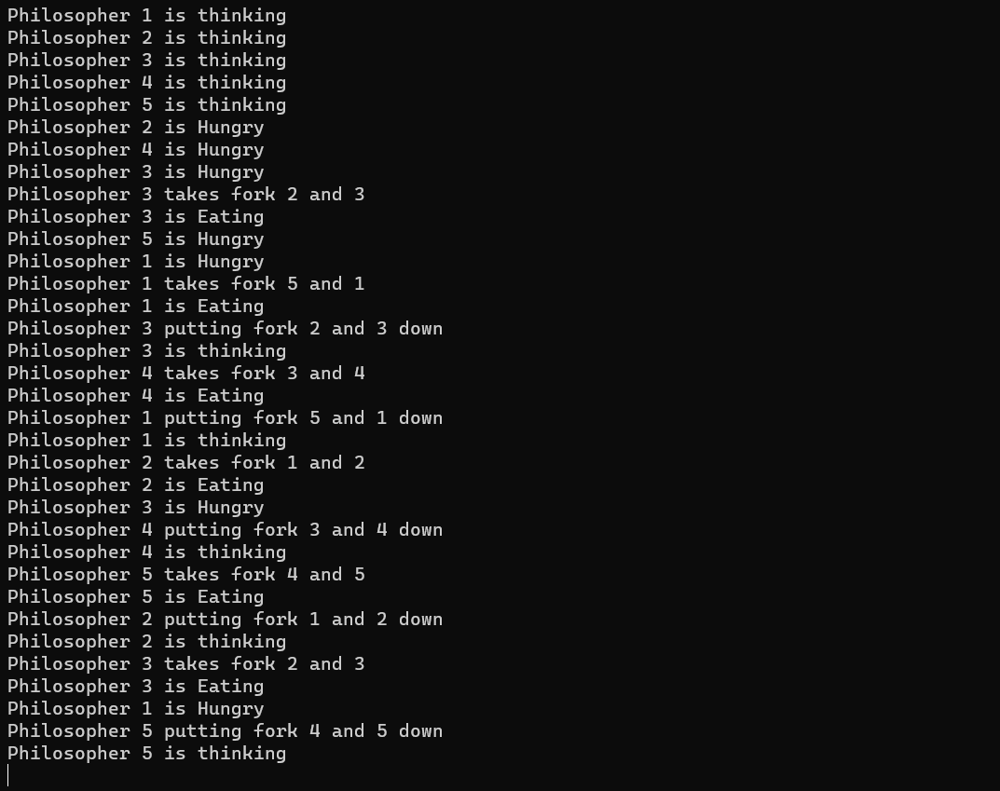 Philosopher 1 is thinking
Philosopher 2 is thinking
Philosopher 3 is thinking
Philosopher 4 is thinking
Philosopher 5 is thinking
Philosopher 2 is Hungry
Philosopher 4 is Hungry
Philosopher 3 is Hungry
Philosopher 3 takes fork 2 and 3
Philosopher 3 is Eating
Philosopher 5 is Hungry
Philosopher 1 is Hungry
Philosopher 1 takes fork 5 and 1
Philosopher 1 is Eating
Philosopher 3 putting fork 2 and 3 down
Philosopher 3 is thinking
Philosopher 4 takes fork 3 and 4
Philosopher 4 is Eating
Philosopher 1 putting fork 5 and 1 down
Philosopher 1 is thinking
Philosopher 2 takes fork 1 and 2
Philosopher 2 is Eating
Philosopher 3 is Hungry
Philosopher 4 putting fork 3 and 4 down
Philosopher 4 is thinking
Philosopher 5 takes fork 4 and 5
Philosopher 5 is Eating
Philosopher 2 putting fork 1 and 2 down
Philosopher 2 is thinking
Philosopher 3 takes fork 2 and 3
Philosopher 3 is Eating
Philosopher 1 is Hungry
Philosopher 5 putting fork 4 and 5 down
Philosopher 5 is thinking